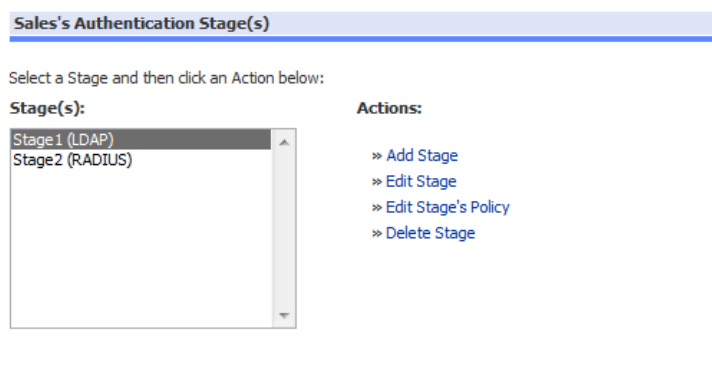 Sales's Authentication Stage(s)
Select a Stage and then click an Action below:
Stage(s):
Actions:
Stage1 (LDAP)
Stage2 (RADIUS)
» Add Stage
» Edit Stage
» Edit Stage's Policy
» Delete Stage